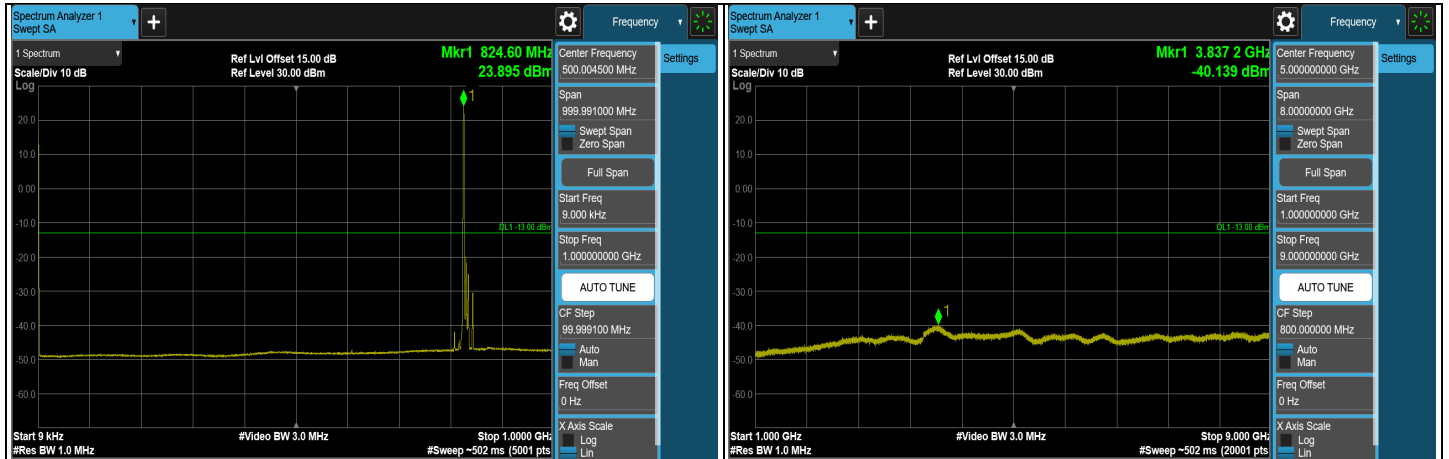 Spectrum Analyzer 1
Swept SA
+
Frequency
1 Spectrum
Scale/Div 10 dB
Log
Ref Lvl Offset 15.00 dB
Ref Level 30.00 dBm
Mkr1 824.60 MHz
23.895 dBm
1
20.0
10.0
0.00
-10.0
-20.0
-30.0
-40.0
-50.0
-60.0
DL1 -13.00 dBm
Start 9 kHz
#Res BW 1.0 MHz
#Video BW 3.0 MHz
Stop 1.0000 GHz
#Sweep ~502 ms (5001 pts
Center Frequency
500.004500 MHz
Settings
Span
999.991000 MHz
Swept Span
Zero Span
Full Span
Start Freq
9.000 kHz
Stop Freq
1.000000000 GHz
AUTO TUNE
CF Step
99.999100 MHz
Auto
Man
Freq Offset
0 Hz
X Axis Scale
Log
Lin
Spectrum Analyzer 1
Swept SA
+
Frequency
1 Spectrum
Scale/Div 10 dB
Log
Ref Lvl Offset 15.00 dB
Ref Level 30.00 dBm
Mkr1 3.837 2 GHz
-40.139 dBm
1
20.0
10.0
0.00
-10.0
-20.0
-30.0
-40.0
-50.0
-60.0
DL1 -13.00 dBm
Start 1.000 GHz
#Res BW 1.0 MHz
#Video BW 3.0 MHz
Stop 9.000 GHz
#Sweep ~502 ms (20001 pts
Center Frequency
5.000000000 GHz
Settings
Span
8.00000000 GHz
Swept Span
Zero Span
Full Span
Start Freq
1.000000000 GHz
Stop Freq
9.000000000 GHz
AUTO TUNE
CF Step
800.000000 MHz
Auto
Man
Freq Offset
0 Hz
X Axis Scale
Log
Lin